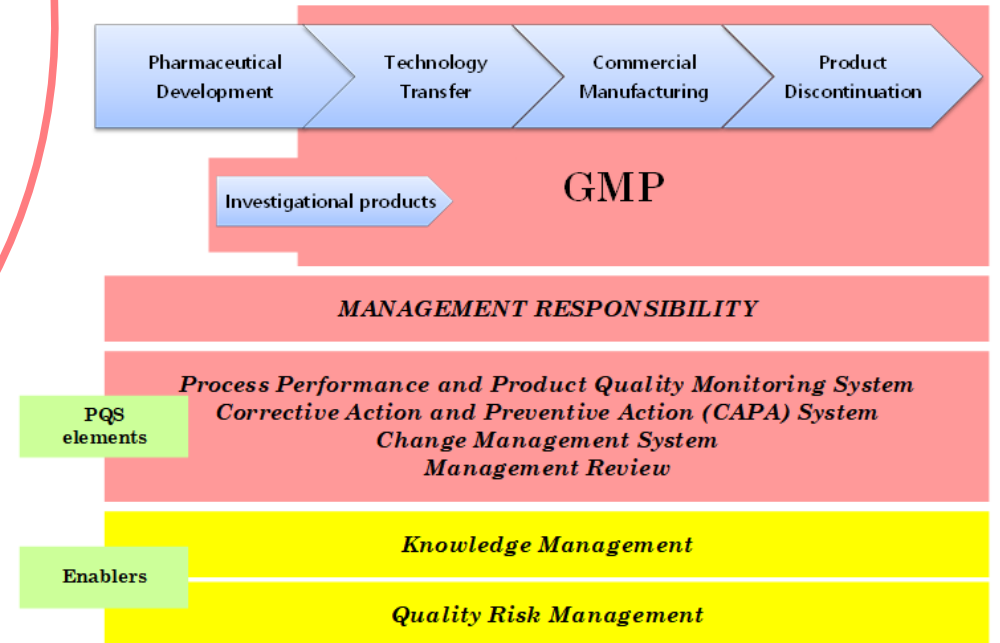 Pharmaceutical
Development
Technology
Transfer
Commercial
Manufacturing
Product
Discontinuation
Investigational products
GMP
MANAGEMENT RESPONSIBILITY
PQS
elements
Process Performance and Product Quality Monitoring System
Corrective Action and Preventive Action (CAPA) System
Change Management System
Management Review
Enablers
Knowledge Management
Quality Risk Management